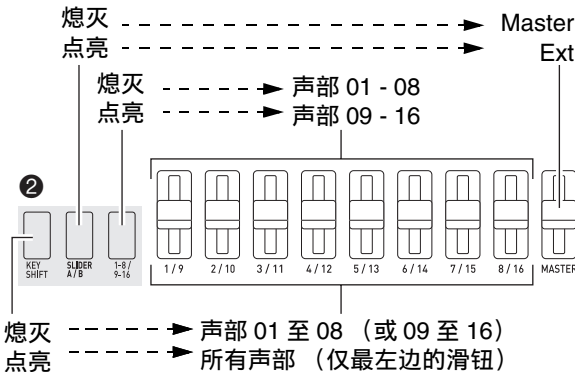 熄灭 Master
点亮 Ext
熄灭 声部 01 - 08
点亮 声部 09 - 16
❷
KEY SHIFT
SLIDER A / B
1-8 / 9-16
1 / 9
2 / 10
3 / 11
4 / 12
5 / 13
6 / 14
7 / 15
8 / 16
MASTER
熄灭 声部 01 至 08 （或 09 至 16）
点亮 所有声部 （仅最左边的滑钮）